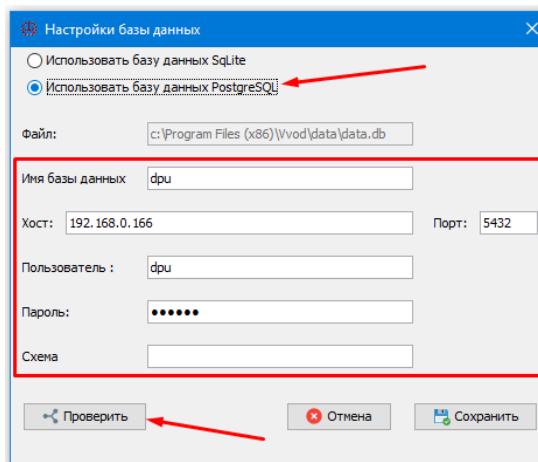 Настройки базы данных
Использовать базу данных SqLite
Использовать базу данных PostgreSQL
Файл: c:\Program Files (x86)\Vvod\data\data.db
Имя базы данных dpu
Хост: 192.168.0.166 Порт: 5432
Пользователь : dpu
Пароль: ●●●●●●
Схема
Проверить Отмена Сохранить